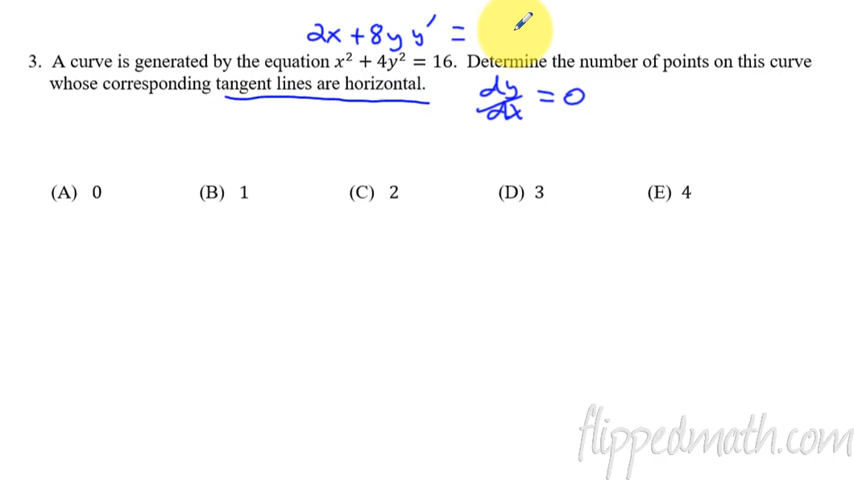 2x + 8y y′ =
3. A curve is generated by the equation x² + 4y² = 16. Determine the number of points on this curve
whose corresponding tangent lines are horizontal.
dy/dx = 0
(A) 0 (B) 1 (C) 2 (D) 3 (E) 4
flippedmath.com